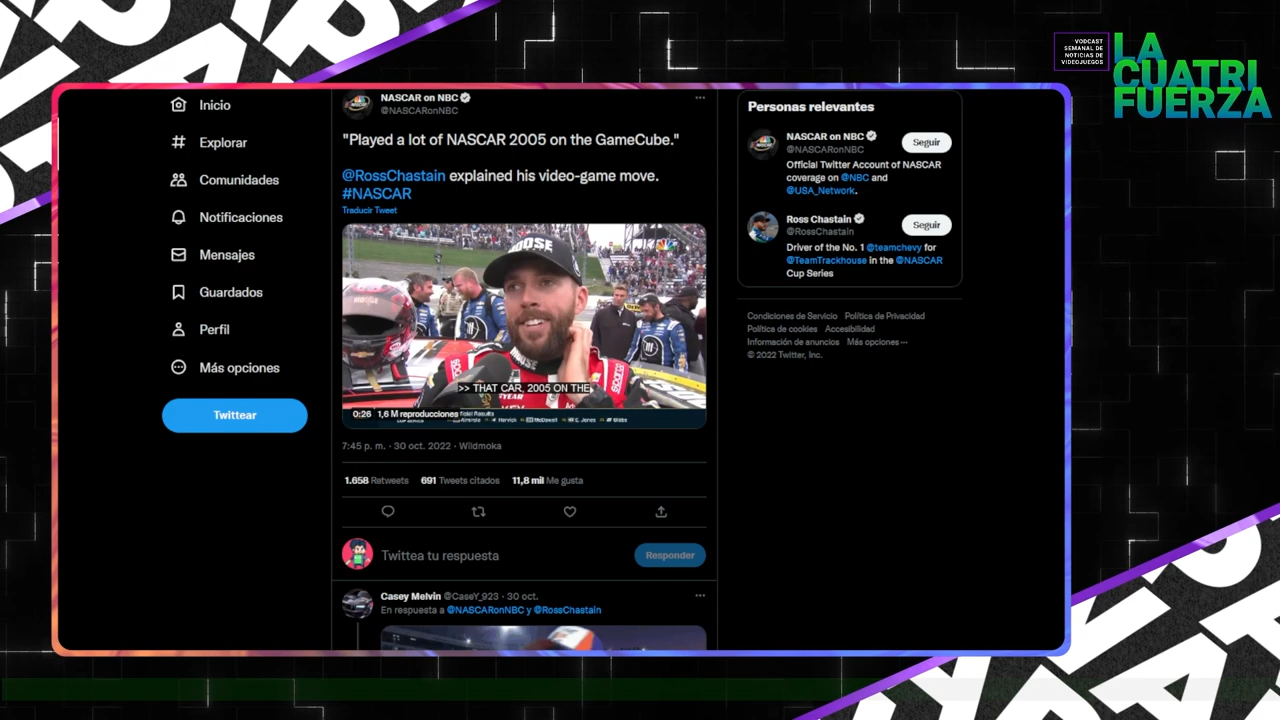 VODCAST
SEMANAL DE
NOTICIAS DE
VIDEOJUEGOS
LA
CUATRI
FUERZA
Inicio
Explorar
Comunidades
Notificaciones
Mensajes
Guardados
Perfil
Más opciones
Twittear
NASCAR on NBC
@NASCARonNBC
"Played a lot of NASCAR 2005 on the GameCube."
@RossChastain explained his video-game move.
#NASCAR
Traducir Tweet
MOOSE
>> THAT CAR, 2005 ON THE
0:26 1,6 M reproducciones
7:45 p. m. · 30 oct. 2022 · Wildmoka
1.658 Retweets 691 Tweets citados 11,8 mil Me gusta
Twittea tu respuesta
Responder
Casey Melvin @CaseY_923 · 30 oct.
En respuesta a @NASCARonNBC y @RossChastain
Personas relevantes
NASCAR on NBC
@NASCARonNBC
Seguir
Official Twitter Account of NASCAR
coverage on @NBC and
@USA_Network.
Ross Chastain
@RossChastain
Seguir
Driver of the No. 1 @teamchevy for
@TeamTrackhouse in the @NASCAR
Cup Series
Condiciones de Servicio Política de Privacidad
Política de cookies Accesibilidad
Información de anuncios Más opciones ···
© 2022 Twitter, Inc.